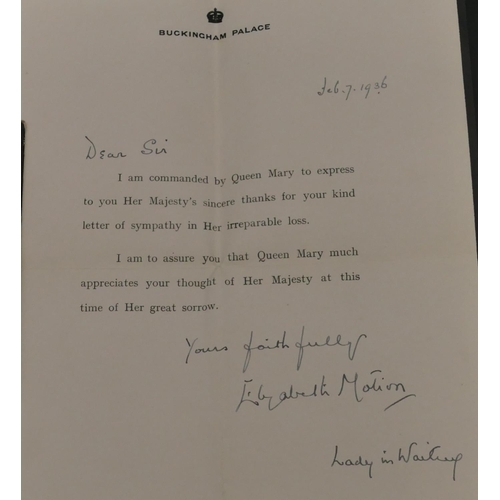 BUCKINGHAM PALACE
Feb. 7. 1936
Dear Sir
I am commanded by Queen Mary to express
to you Her Majesty's sincere thanks for your kind
letter of sympathy in Her irreparable loss.
I am to assure you that Queen Mary much
appreciates your thought of Her Majesty at this
time of Her great sorrow.
Yours faithfully
Elizabeth Motion
Lady in Waiting